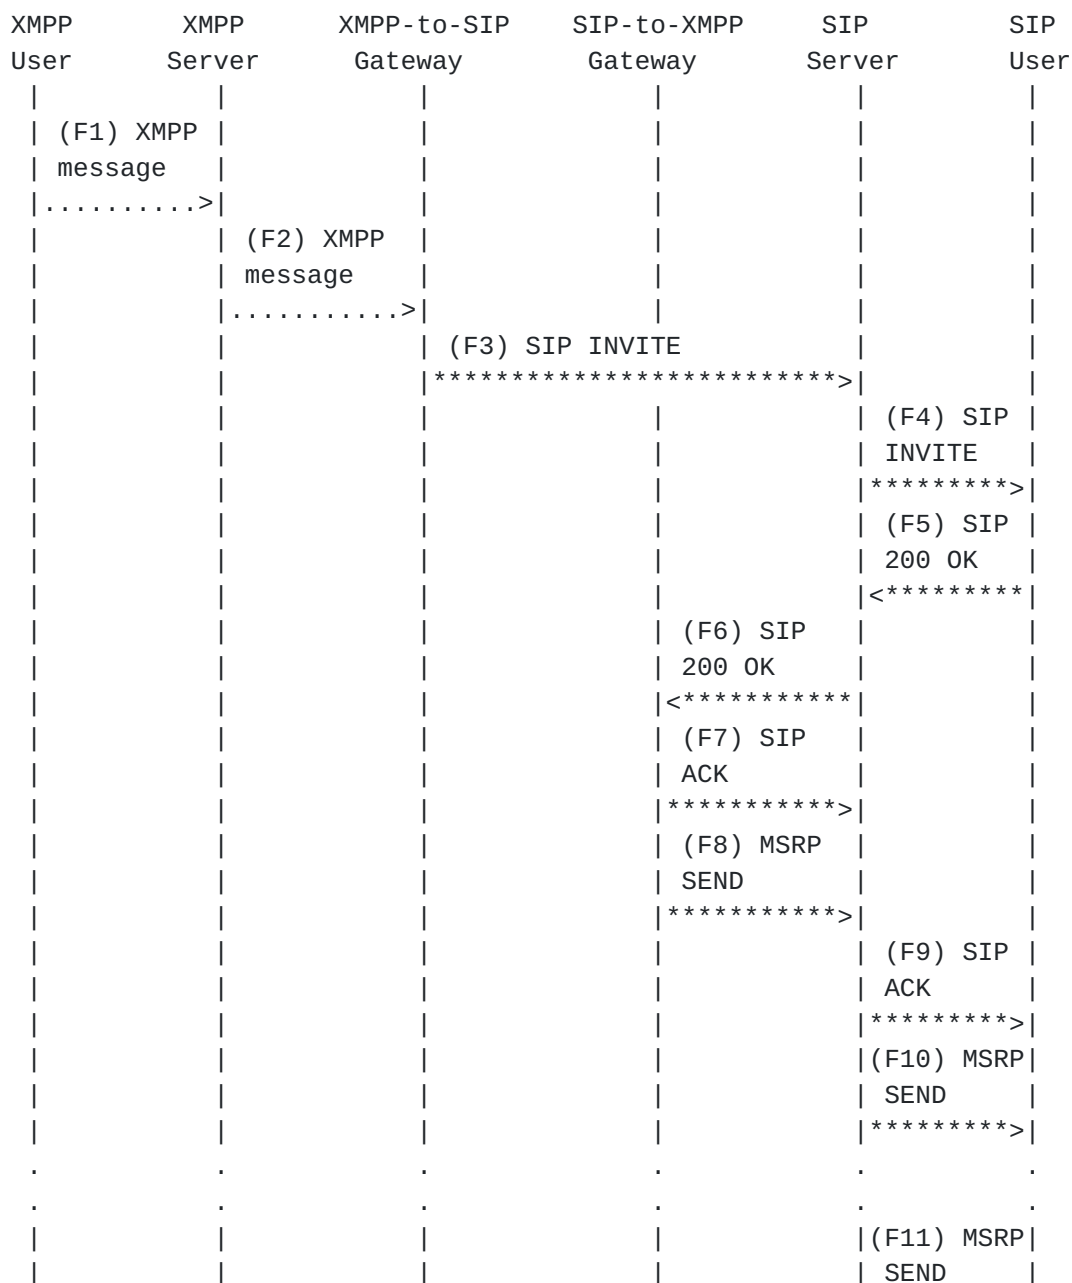 XMPP       XMPP      XMPP-to-SIP    SIP-to-XMPP     SIP         SIP
User      Server      Gateway        Gateway       Server       User
 |           |            |              |            |          |
 | (F1) XMPP |            |              |            |          |
 | message   |            |              |            |          |
 |..........>|            |              |            |          |
 |           | (F2) XMPP  |              |            |          |
 |           | message    |              |            |          |
 |           |...........>|              |            |          |
 |           |            | (F3) SIP INVITE           |          |
 |           |            |**************************>|          |
 |           |            |              |            | (F4) SIP |
 |           |            |              |            | INVITE   |
 |           |            |              |            |*********>|
 |           |            |              |            | (F5) SIP |
 |           |            |              |            | 200 OK   |
 |           |            |              |            |<*********|
 |           |            |              | (F6) SIP   |          |
 |           |            |              | 200 OK     |          |
 |           |            |              |<***********|          |
 |           |            |              | (F7) SIP   |          |
 |           |            |              | ACK        |          |
 |           |            |              |***********>|          |
 |           |            |              | (F8) MSRP  |          |
 |           |            |              | SEND       |          |
 |           |            |              |***********>|          |
 |           |            |              |            | (F9) SIP |
 |           |            |              |            | ACK      |
 |           |            |              |            |*********>|
 |           |            |              |            |(F10) MSRP|
 |           |            |              |            | SEND     |
 |           |            |              |            |*********>|
 .           .            .              .            .          .
 .           .            .              .            .          .
 |           |            |              |            |(F11) MSRP|
 |           |            |              |            | SEND     |